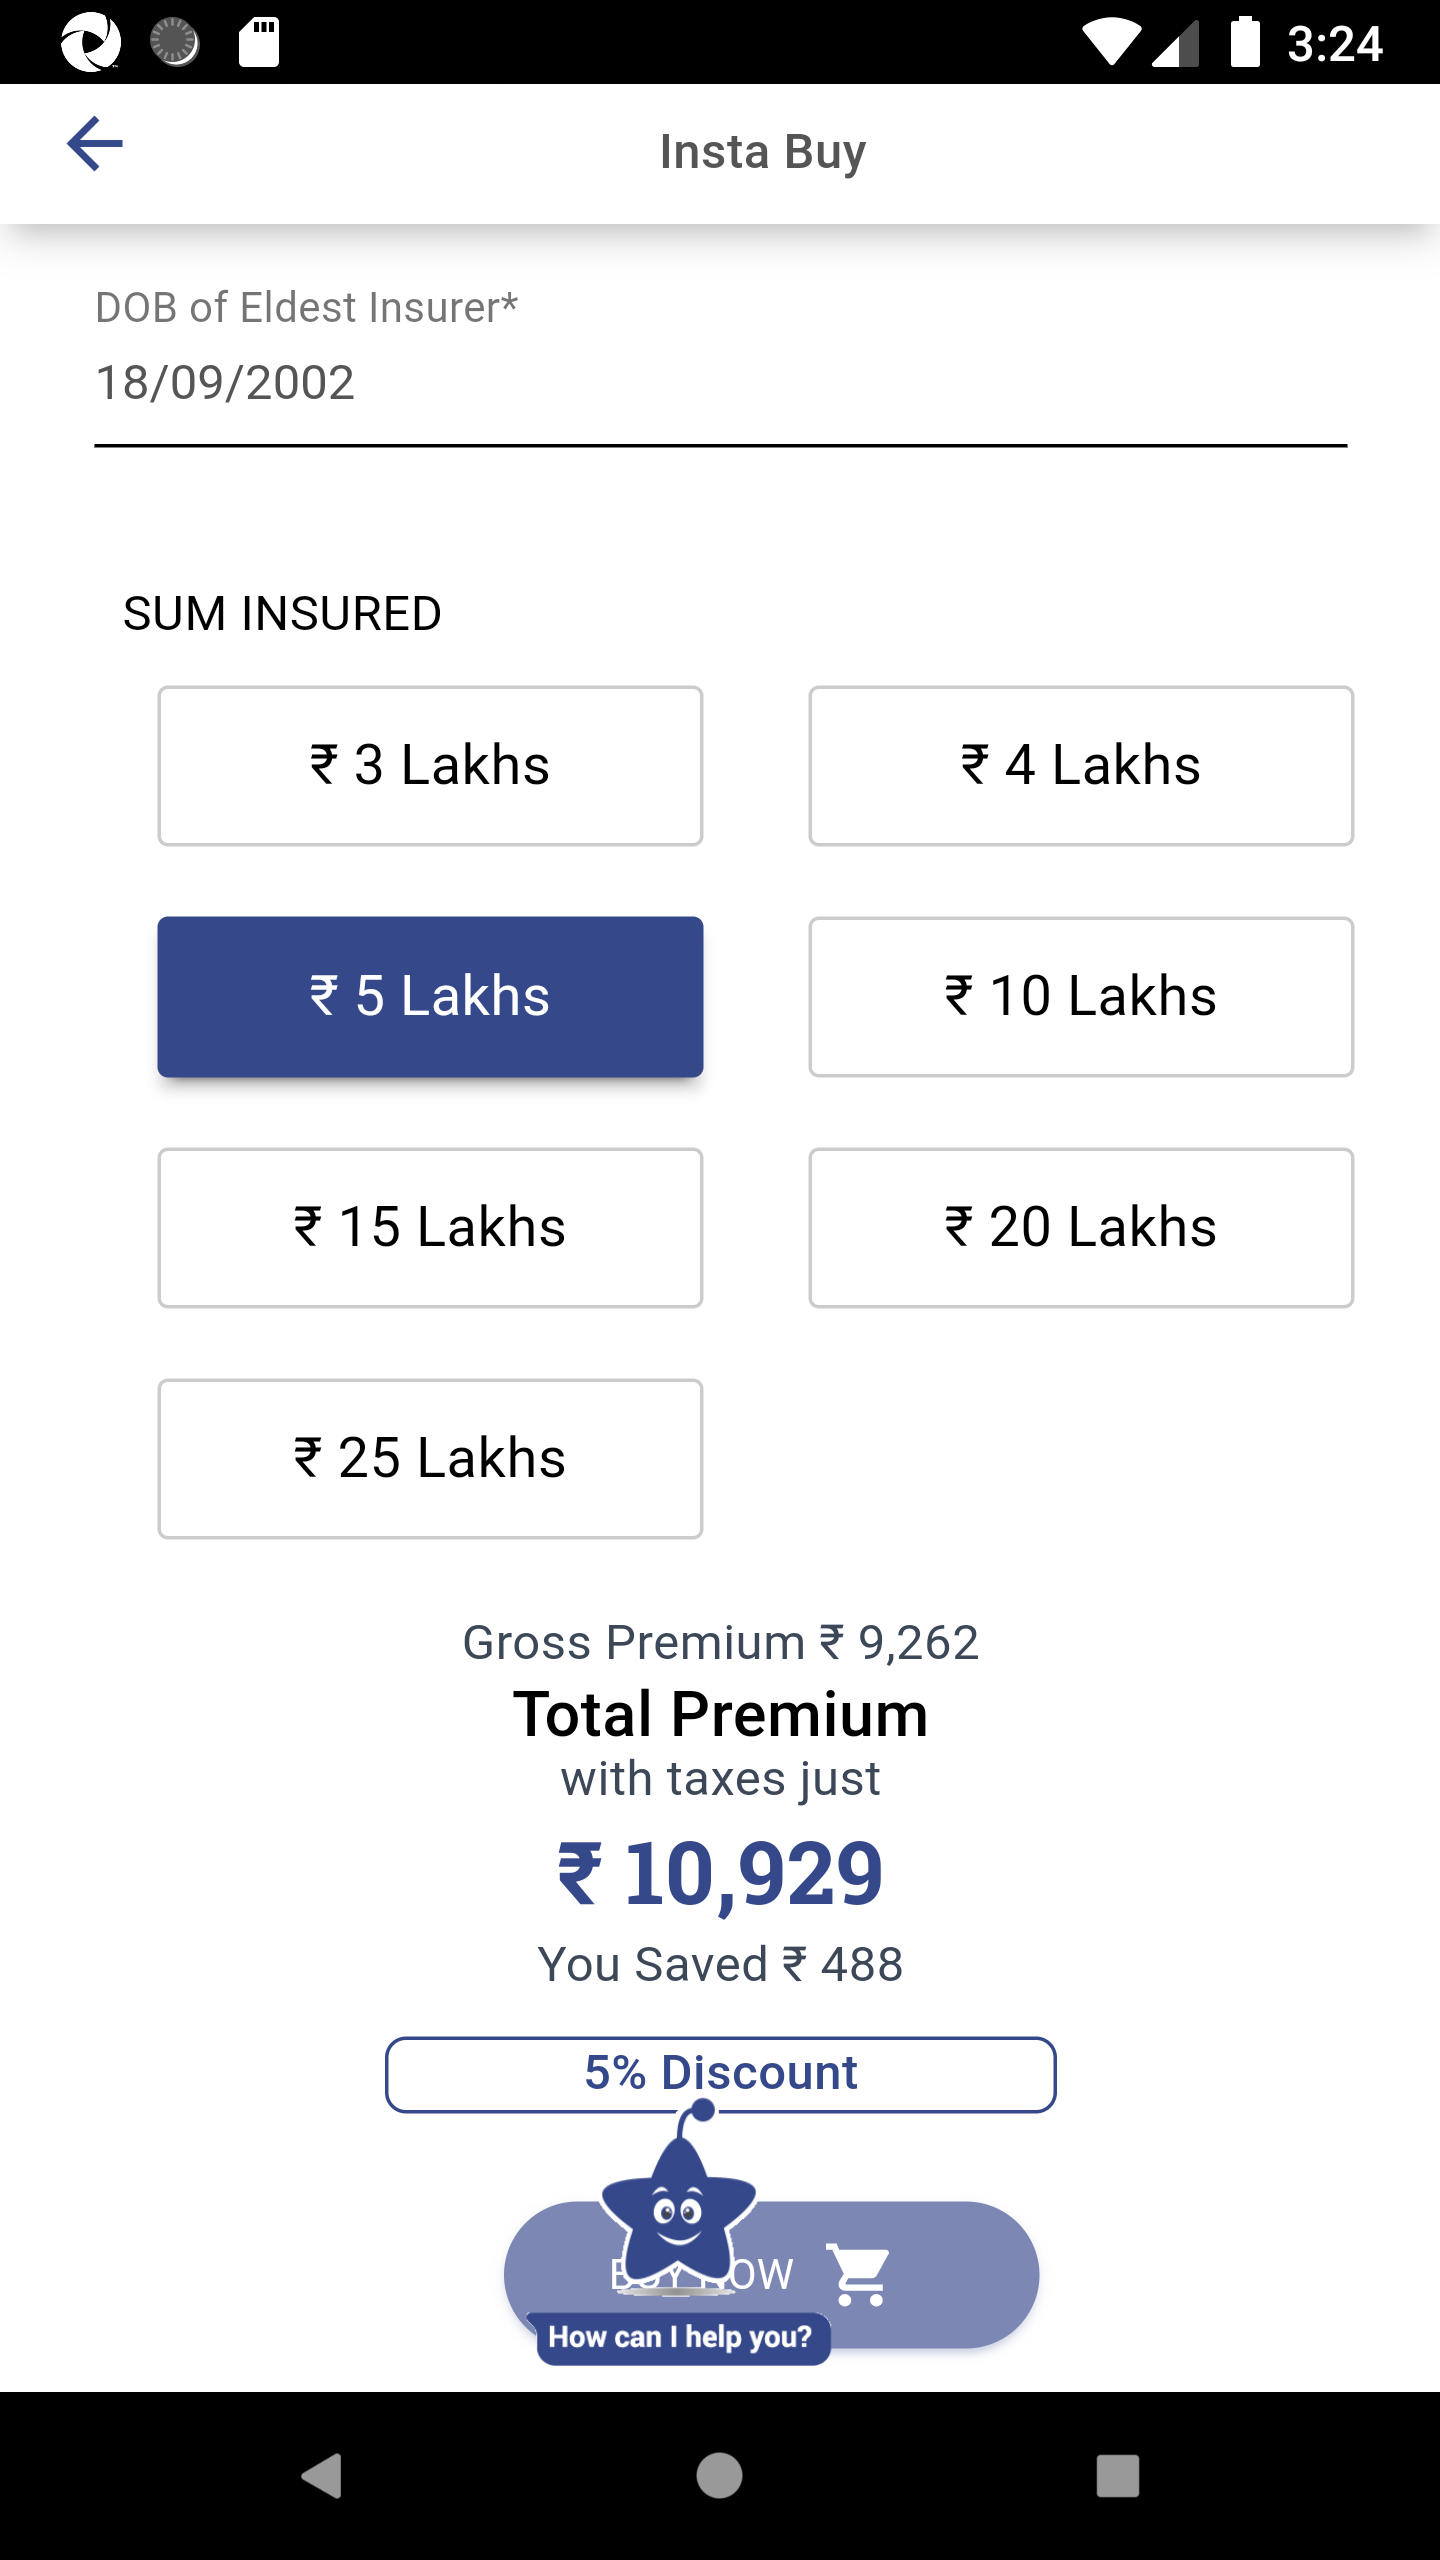 3:24
Insta Buy
DOB of Eldest Insurer*
18/09/2002
SUM INSURED
₹ 3 Lakhs
₹ 4 Lakhs
₹ 5 Lakhs
₹ 10 Lakhs
₹ 15 Lakhs
₹ 20 Lakhs
₹ 25 Lakhs
Gross Premium ₹ 9,262
Total Premium
with taxes just
₹ 10,929
You Saved ₹ 488
5% Discount
BUY NOW
How can I help you?